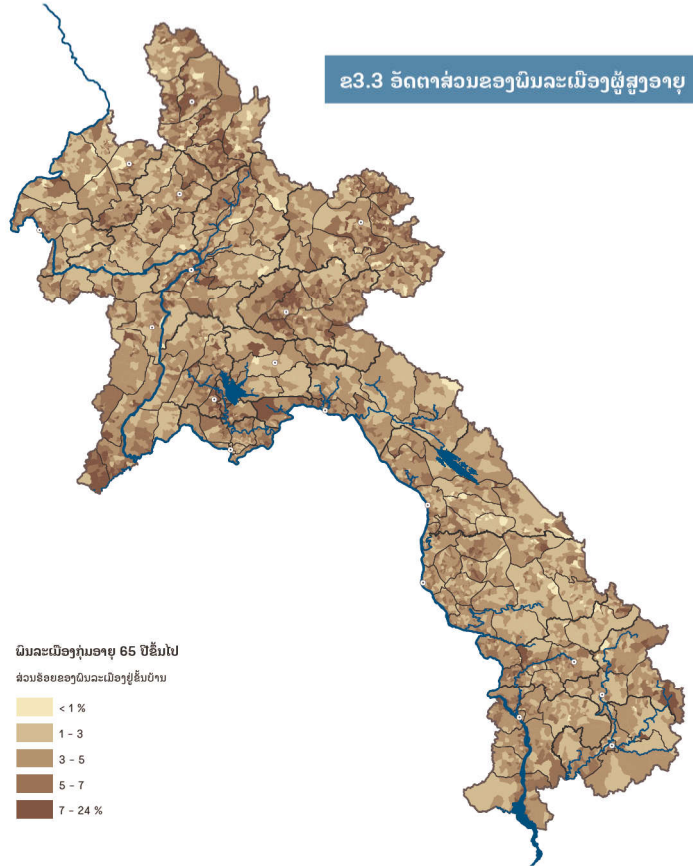 ຂ3.3 ອັດຕາສ່ວນຂອງພົນລະເມືອງຜູ້ສູງອາຍຸ
ພົນລະເມືອງກຸ່ມອາຍຸ 65 ປີຂຶ້ນໄປ
ສ່ວນຮ້ອຍຂອງພົນລະເມືອງຢູ່ຂັ້ນບ້ານ
< 1 %
1 - 3
3 - 5
5 - 7
7 - 24 %